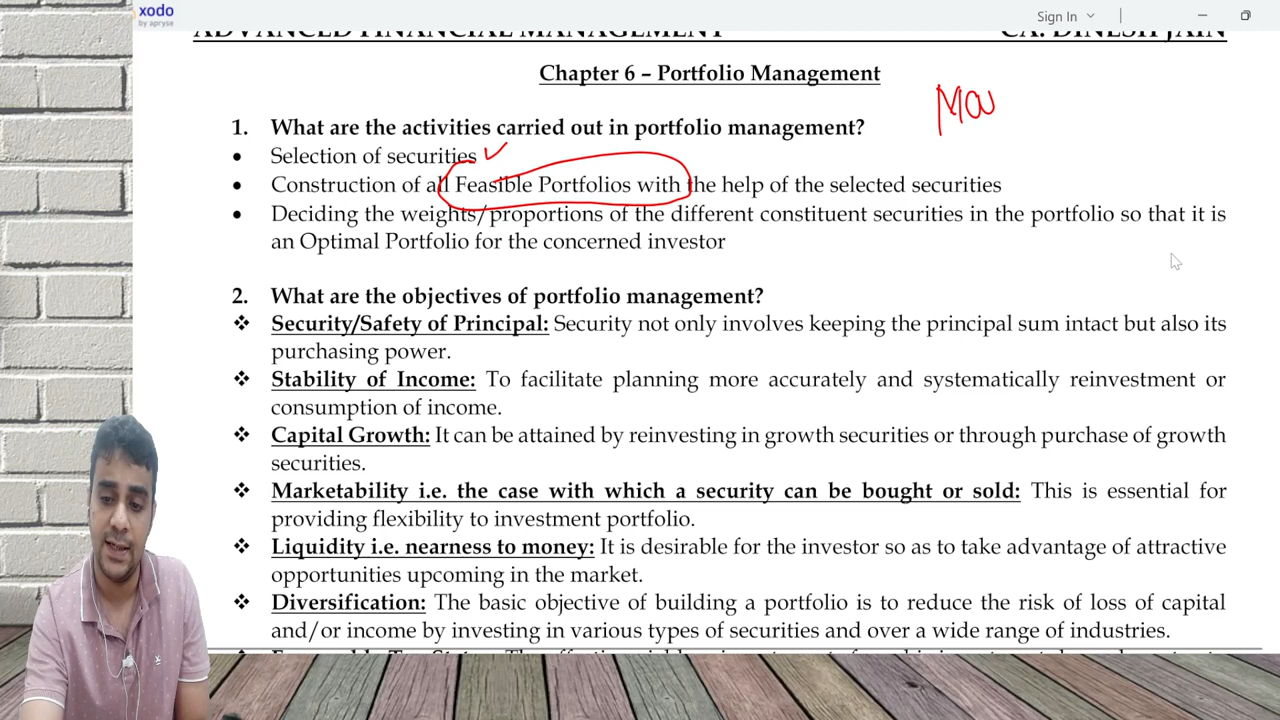 xodo
by apryse
Sign In
ADVANCED FINANCIAL MANAGEMENT CA. DINESH JAIN
Chapter 6 – Portfolio Management
Mar
1. What are the activities carried out in portfolio management?
• Selection of securities
• Construction of all Feasible Portfolios with the help of the selected securities
• Deciding the weights/proportions of the different constituent securities in the portfolio so that it is
an Optimal Portfolio for the concerned investor
2. What are the objectives of portfolio management?
❖ Security/Safety of Principal: Security not only involves keeping the principal sum intact but also its
purchasing power.
❖ Stability of Income: To facilitate planning more accurately and systematically reinvestment or
consumption of income.
❖ Capital Growth: It can be attained by reinvesting in growth securities or through purchase of growth
securities.
❖ Marketability i.e. the case with which a security can be bought or sold: This is essential for
providing flexibility to investment portfolio.
❖ Liquidity i.e. nearness to money: It is desirable for the investor so as to take advantage of attractive
opportunities upcoming in the market.
❖ Diversification: The basic objective of building a portfolio is to reduce the risk of loss of capital
and/or income by investing in various types of securities and over a wide range of industries.